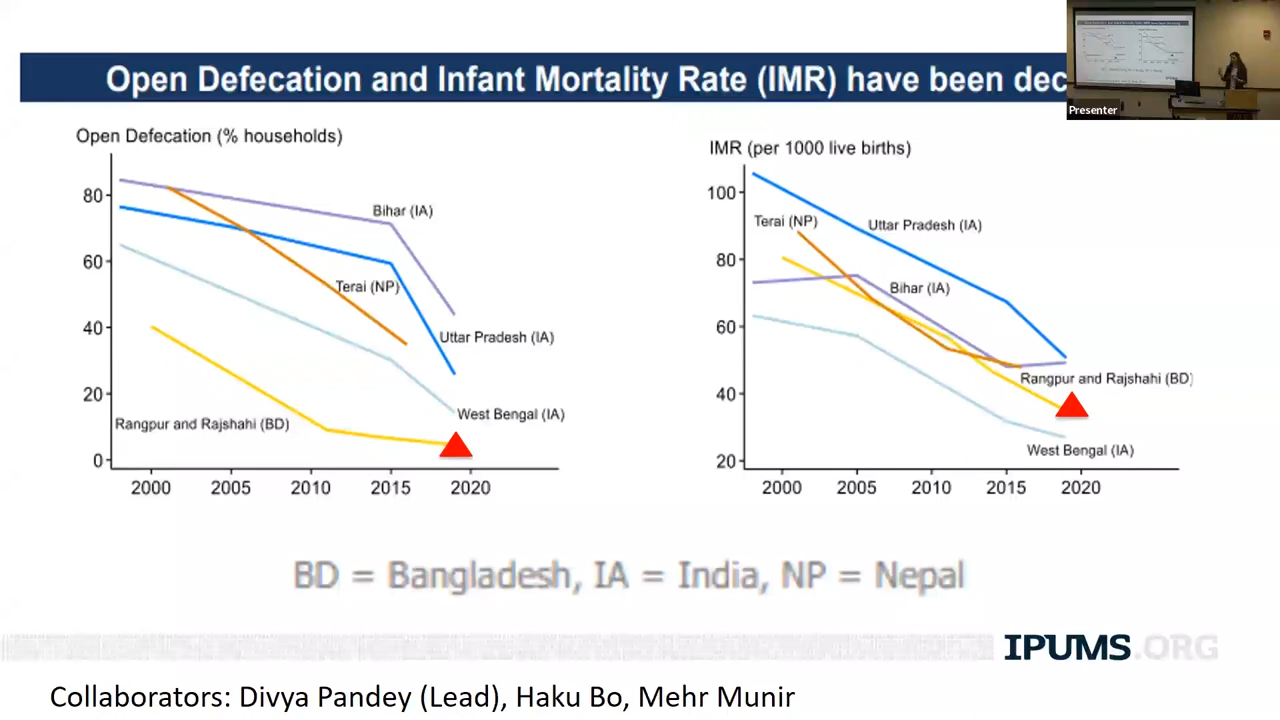 Open Defecation and Infant Mortality Rate (IMR) have been dec
Presenter
Open Defecation (% households)
80
60
40
20
0
2000 2005 2010 2015 2020
Bihar (IA)
Terai (NP)
Uttar Pradesh (IA)
West Bengal (IA)
Rangpur and Rajshahi (BD)
IMR (per 1000 live births)
100
80
60
40
20
2000 2005 2010 2015 2020
Terai (NP)
Uttar Pradesh (IA)
Bihar (IA)
Rangpur and Rajshahi (BD)
West Bengal (IA)
BD = Bangladesh, IA = India, NP = Nepal
IPUMS.ORG
Collaborators: Divya Pandey (Lead), Haku Bo, Mehr Munir